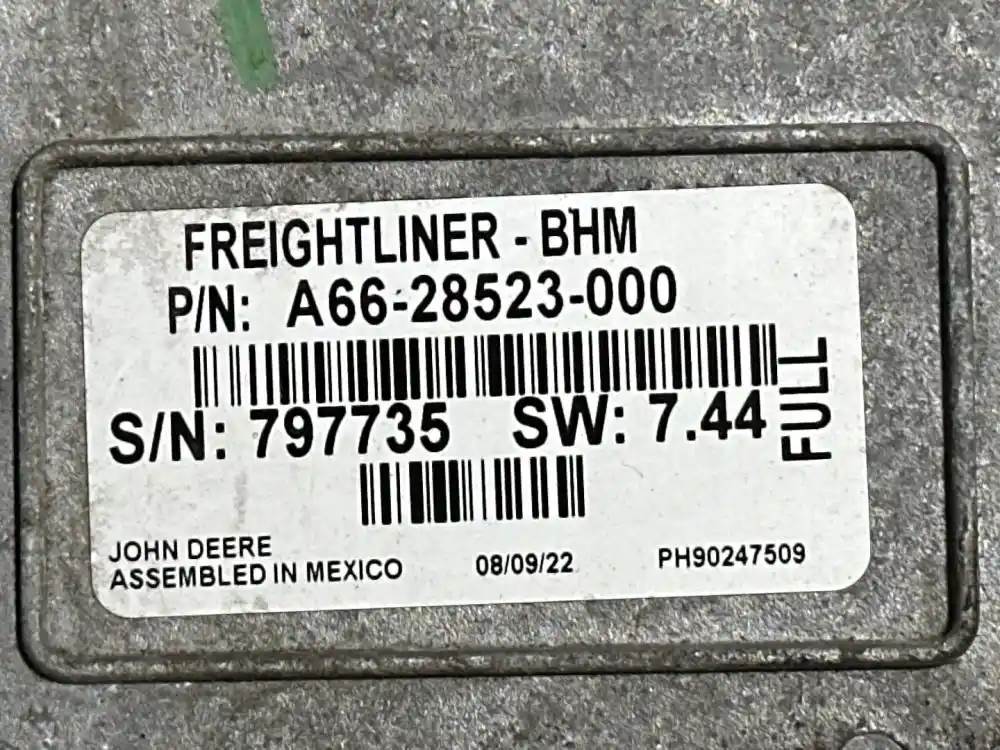 FREIGHTLINER - BHM
P/N: A66-28523-000
S/N: 797735 SW: 7.44
FULL
JOHN DEERE
ASSEMBLED IN MEXICO 08/09/22 PH90247509